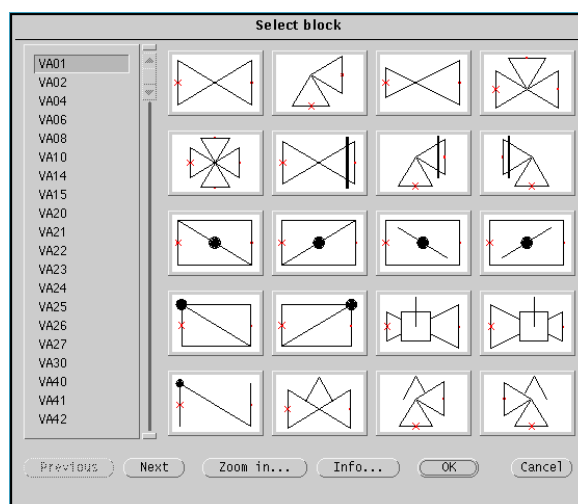 Select block
VA01
VA02
VA04
VA06
VA08
VA10
VA14
VA15
VA20
VA21
VA22
VA23
VA24
VA25
VA26
VA27
VA30
VA40
VA41
VA42
Previous Next Zoom in... Info... OK Cancel